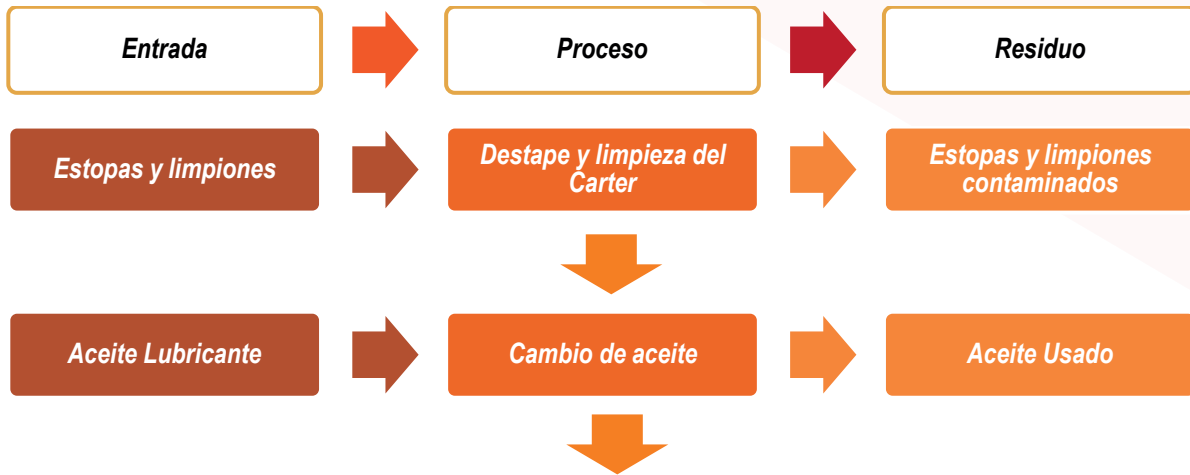 Entrada
Proceso
Residuo
Estopas y limpiones
Destape y limpieza del
Carter
Estopas y limpiones
contaminados
Aceite Lubricante
Cambio de aceite
Aceite Usado